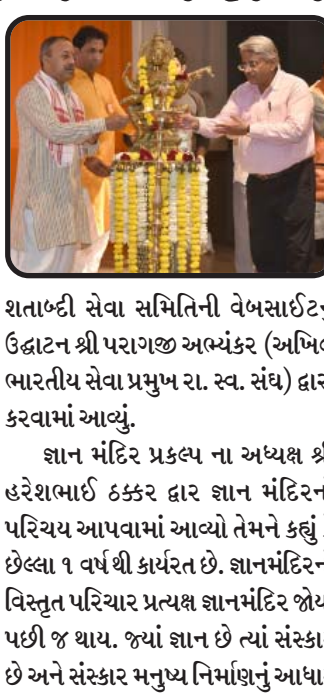 શતાબ્દી સેવા સમિતિની વેબસાઈટનુ
ઉદ્ઘાટન શ્રી પરાગજી અભ્યંકર (અખિલ
ભારતીય સેવા પ્રમુખ રા. સ્વ. સંઘ) દ્વાર
કરવામાં આવ્યું.
જ્ઞાન મંદિર પ્રકલ્પ ના અધ્યક્ષ શ્રી
હરેશભાઈ ઠક્કર દ્વાર જ્ઞાન મંદિરન
પરિચય આપવામાં આવ્યો તેમને કહ્યું
છેલ્લા ૧ વર્ષથી કાર્યરત છે. જ્ઞાનમંદિરન
વિસ્તૃત પરિચાર પ્રત્યક્ષ જ્ઞાનમંદિર જોય
પછી જ થાય. જ્યાં જ્ઞાન છે ત્યાં સંસ્કાર
છે અને સંસ્કાર મનુષ્ય નિર્માણનું આધા